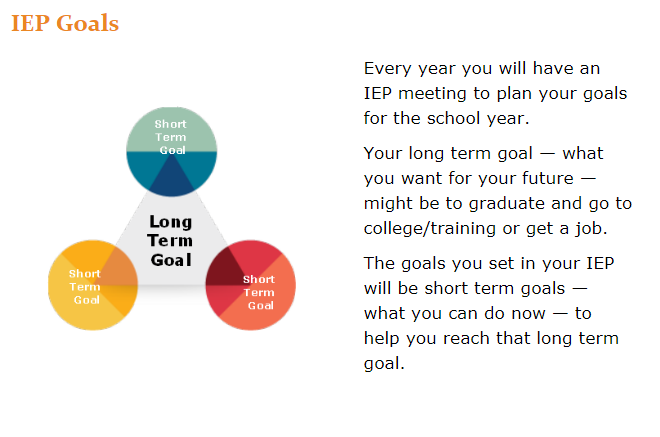 IEP Goals
Short
Term
Goal
Long
Term
Goal
Short
Term
Goal
Short
Term
Goal
Every year you will have an
IEP meeting to plan your goals
for the school year.
Your long term goal — what
you want for your future —
might be to graduate and go to
college/training or get a job.
The goals you set in your IEP
will be short term goals —
what you can do now — to
help you reach that long term
goal.